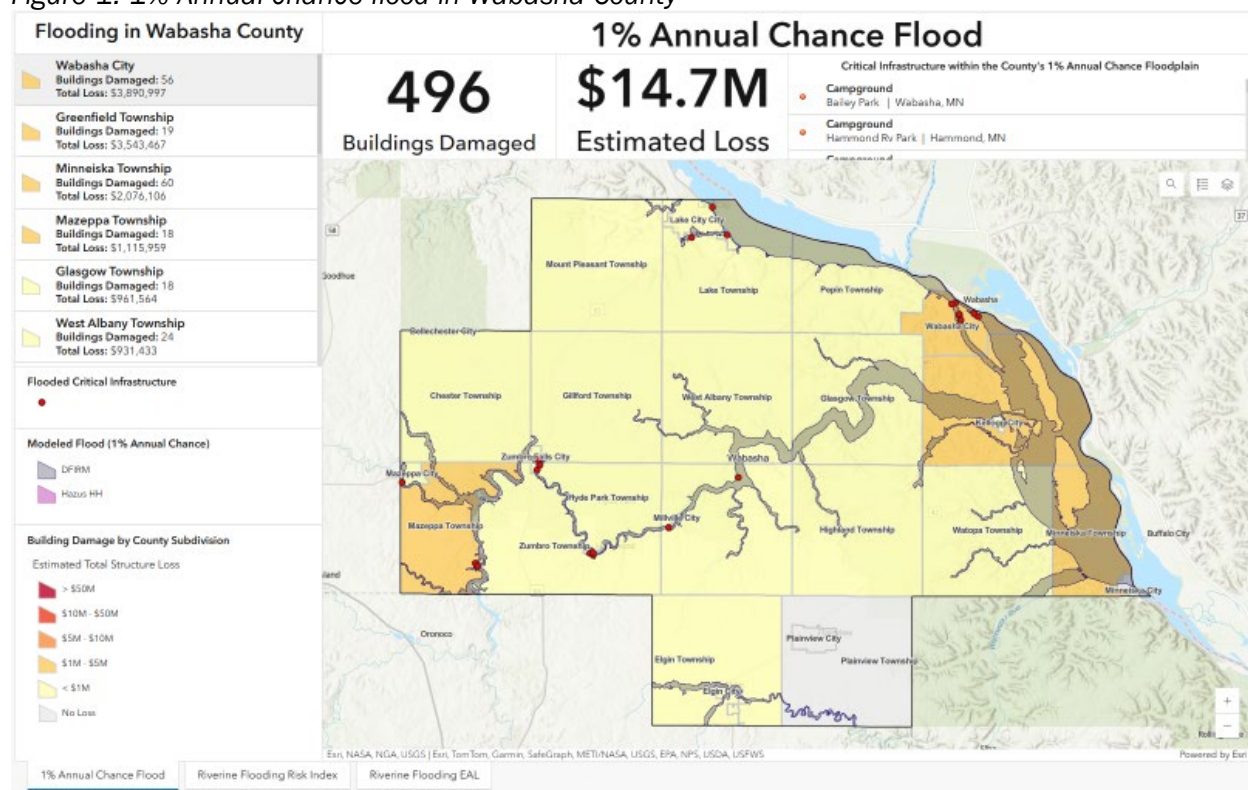 Figure 1. 1% Annual chance flood in Wabasha County
Flooding in Wabasha County
1% Annual Chance Flood
Wabasha City
Buildings Damaged: 56
Total Loss: $3,890,997
Greenfield Township
Buildings Damaged: 19
Total Loss: $3,543,467
Minneiska Township
Buildings Damaged: 60
Total Loss: $2,076,106
Mazeppa Township
Buildings Damaged: 18
Total Loss: $1,115,959
Glasgow Township
Buildings Damaged: 18
Total Loss: $961,564
West Albany Township
Buildings Damaged: 24
Total Loss: $931,433
496
Buildings Damaged
$14.7M
Estimated Loss
Critical Infrastructure within the County's 1% Annual Chance Floodplain
Campground
Bailey Park | Wabasha, MN
Campground
Hammond Rv Park | Hammond, MN
Campground
Flooded Critical Infrastructure
Modeled Flood (1% Annual Chance)
DFIRM
Hazus HH
Building Damage by County Subdivision
Estimated Total Structure Loss
> $50M
$10M - $50M
$5M - $10M
$1M - $5M
< $1M
No Loss
58
37
Goodhue
Lake City City
Mount Pleasant Township
Lake Township
Pepin Township
Wabasha
Wabasha City
Bellechester City
Chester Township
Gillford Township
West Albany Township
Glasgow Township
Kellogg City
Zumbro Falls City
Wabasha
Mazeppa City
Hyde Park Township
Mazeppa Township
Millville City
Zumbro Township
Highland Township
Watopa Township
Minneiska Township
Buffalo City
Minneiska City
Oronoco
Plainview City
Elgin Township
Plainview Township
Elgin City
+
−
Esri, NASA, NGA, USGS | Esri, TomTom, Garmin, SafeGraph, METI/NASA, USGS, EPA, NPS, USDA, USFWS
Powered by Esri
1% Annual Chance Flood
Riverine Flooding Risk Index
Riverine Flooding EAL